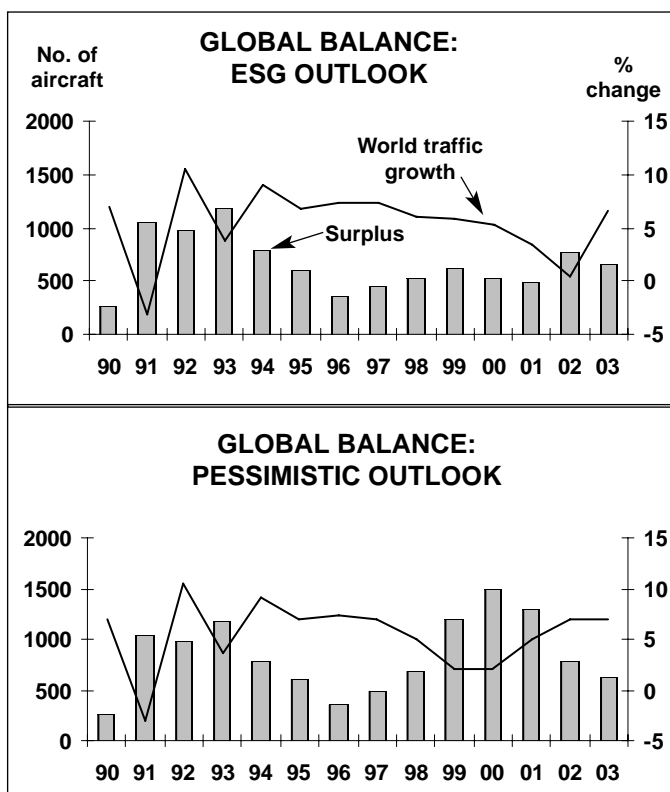 GLOBAL BALANCE:
ESG OUTLOOK
No. of
aircraft
%
change
2000
1500
1000
500
0
15
10
5
0
-5
World traffic
growth
Surplus
90 91 92 93 94 95 96 97 98 99 00 01 02 03
GLOBAL BALANCE:
PESSIMISTIC OUTLOOK
2000
1500
1000
500
0
15
10
5
0
-5
90 91 92 93 94 95 96 97 98 99 00 01 02 03